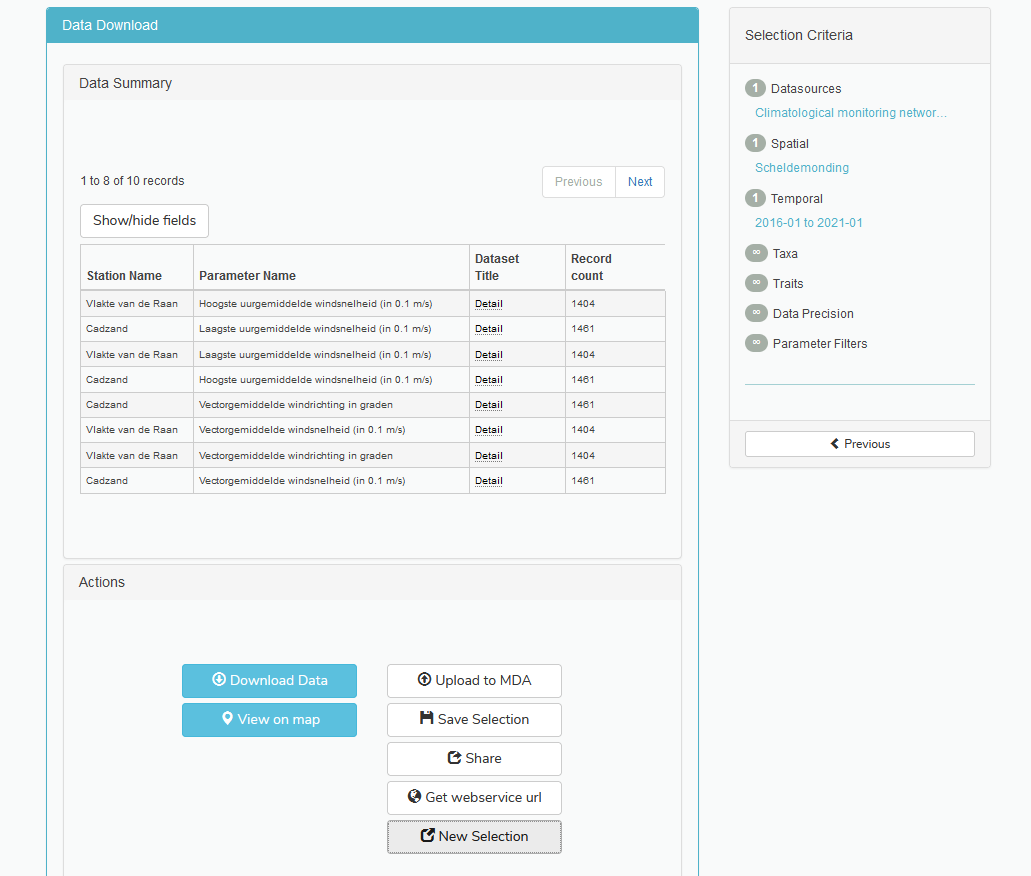 Data Download
Data Summary
1 to 8 of 10 records
Previous Next
Show/hide fields
Station Name Parameter Name Dataset Title Record count
Vlakte van de Raan Hoogste uurgemiddelde windsnelheid (in 0.1 m/s) Detail 1404
Cadzand Laagste uurgemiddelde windsnelheid (in 0.1 m/s) Detail 1461
Vlakte van de Raan Laagste uurgemiddelde windsnelheid (in 0.1 m/s) Detail 1404
Cadzand Hoogste uurgemiddelde windsnelheid (in 0.1 m/s) Detail 1461
Cadzand Vectorgemiddelde windrichting in graden Detail 1461
Vlakte van de Raan Vectorgemiddelde windsnelheid (in 0.1 m/s) Detail 1404
Vlakte van de Raan Vectorgemiddelde windrichting in graden Detail 1404
Cadzand Vectorgemiddelde windsnelheid (in 0.1 m/s) Detail 1461
Actions
Download Data
View on map
Upload to MDA
Save Selection
Share
Get webservice url
New Selection
Selection Criteria
1 Datasources
Climatological monitoring networ...
1 Spatial
Scheldemonding
1 Temporal
2016-01 to 2021-01
∞ Taxa
∞ Traits
∞ Data Precision
∞ Parameter Filters
Previous